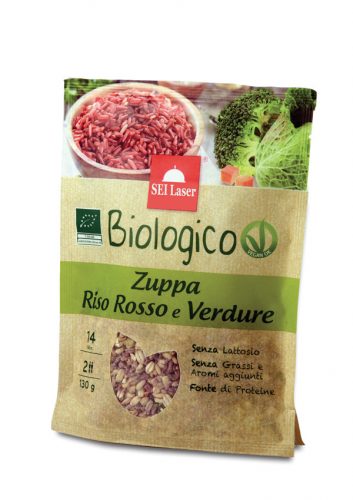 SEI Laser
Biologico
VEGAN OK
Zuppa
Riso Rosso e Verdure
14
Min.
130 g
Senza Lattosio
Senza Grassi e
Aromi aggiunti
Fonte di Proteine